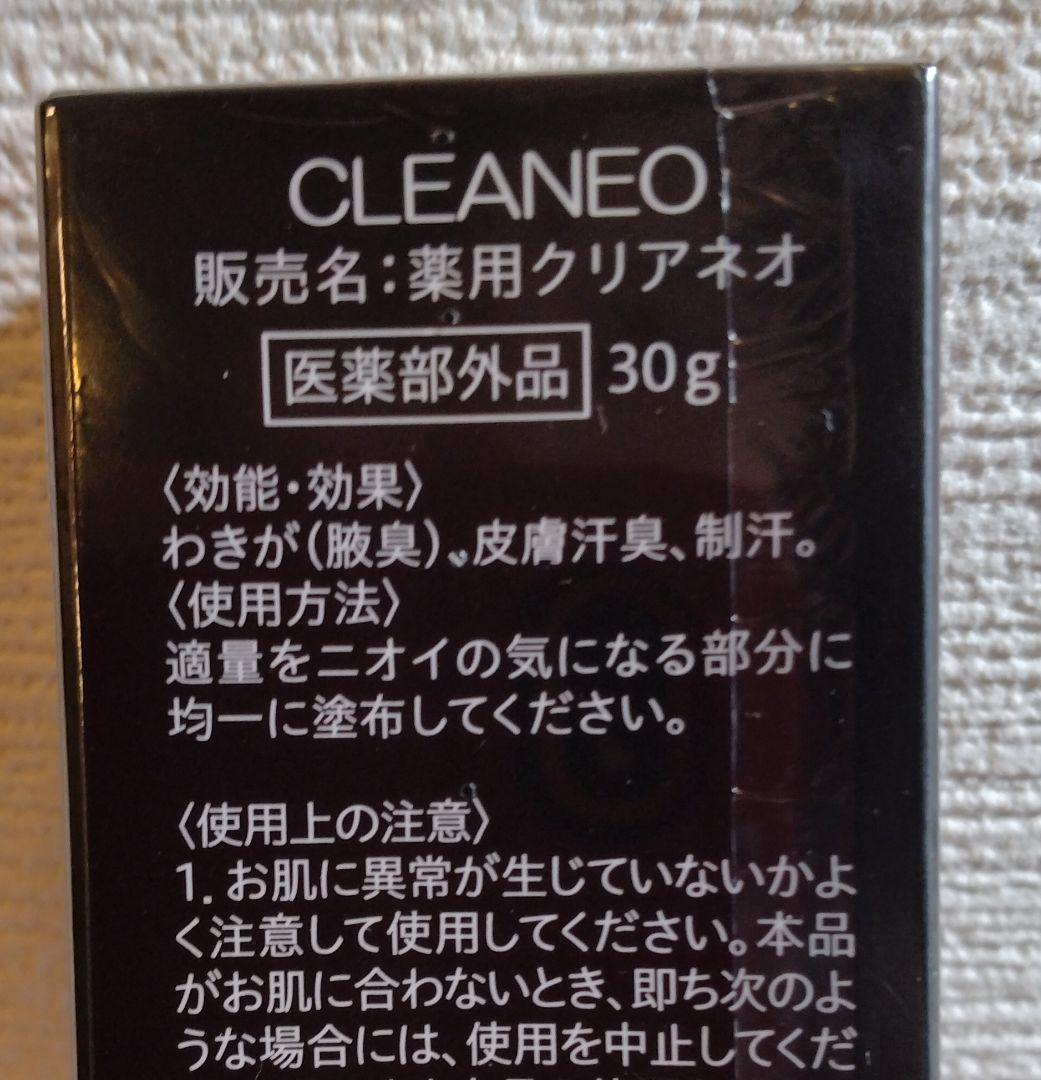 CLEANEO
販売名:薬用クリアネオ
医薬部外品 30g
〈効能・効果〉
わきが(腋臭)、皮膚汗臭、制汗。
〈使用方法〉
適量をニオイの気になる部分に
均一に塗布してください。
〈使用上の注意〉
1. お肌に異常が生じていないかよ
く注意して使用してください。本品
がお肌に合わないとき、即ち次のよ
うな場合には、使用を中止してくだ